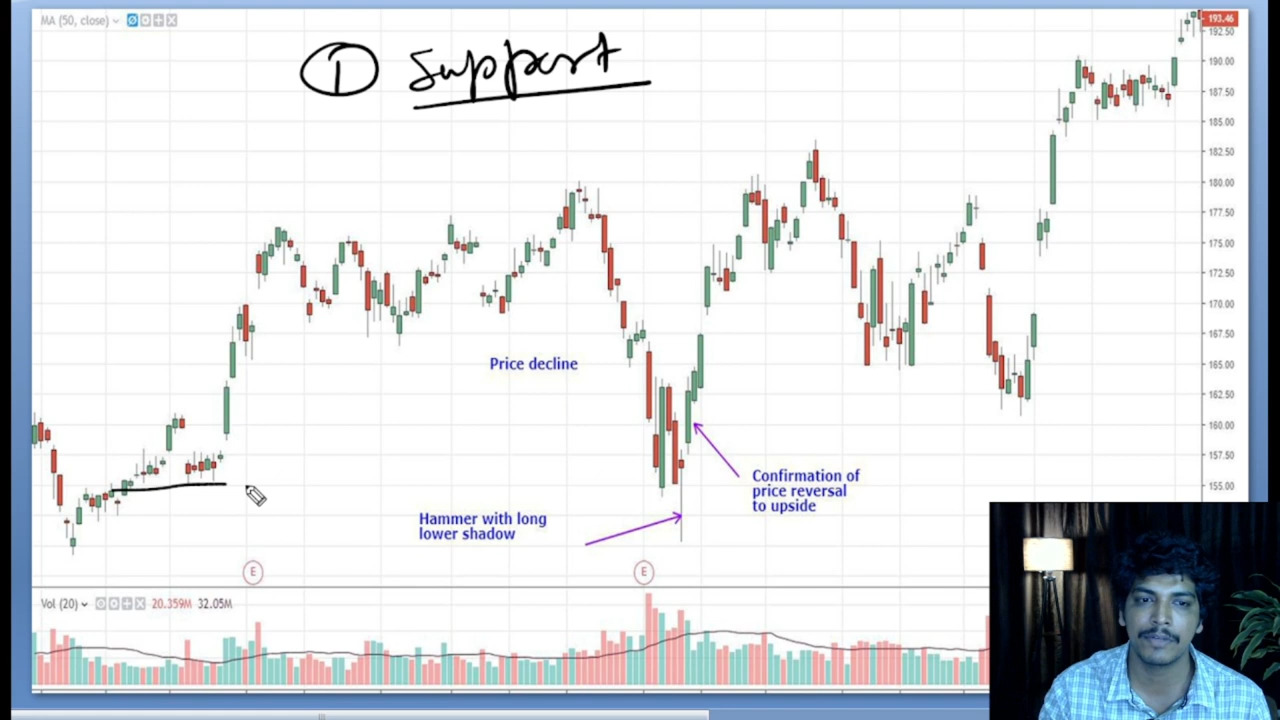 MA (50, close)
① Support
193.46
192.50
190.00
187.50
185.00
182.50
180.00
177.50
175.00
172.50
170.00
167.50
165.00
162.50
160.00
157.50
155.00
Price decline
Confirmation of
price reversal
to upside
Hammer with long
lower shadow
E
E
Vol (20)
20.359M
32.05M